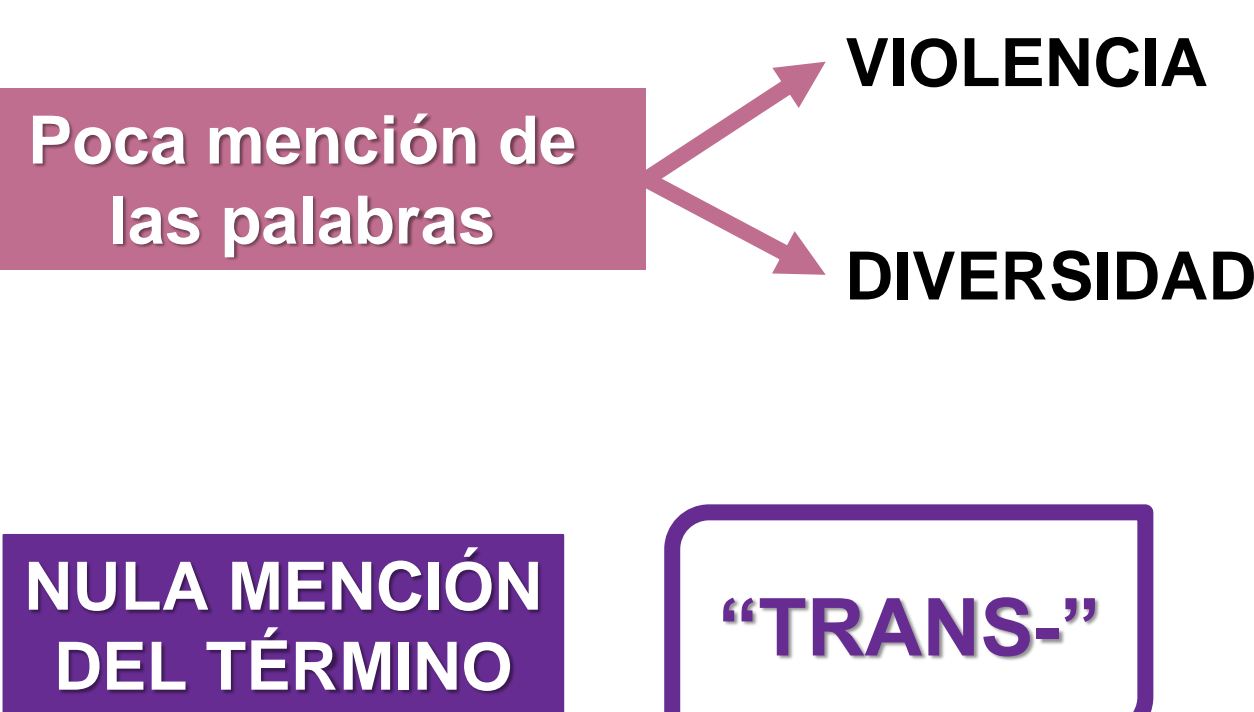 VIOLENCIA
Poca mención de
las palabras
DIVERSIDAD
NULA MENCIÓN
DEL TÉRMINO
“TRANS-”